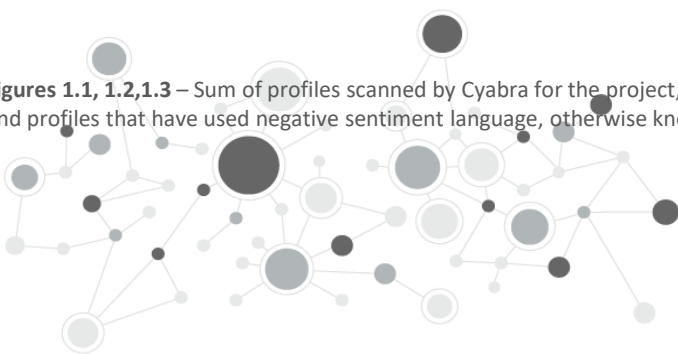 igures 1.1, 1.2,1.3 – Sum of profiles scanned by Cyabra for the project,
nd profiles that have used negative sentiment language, otherwise kno